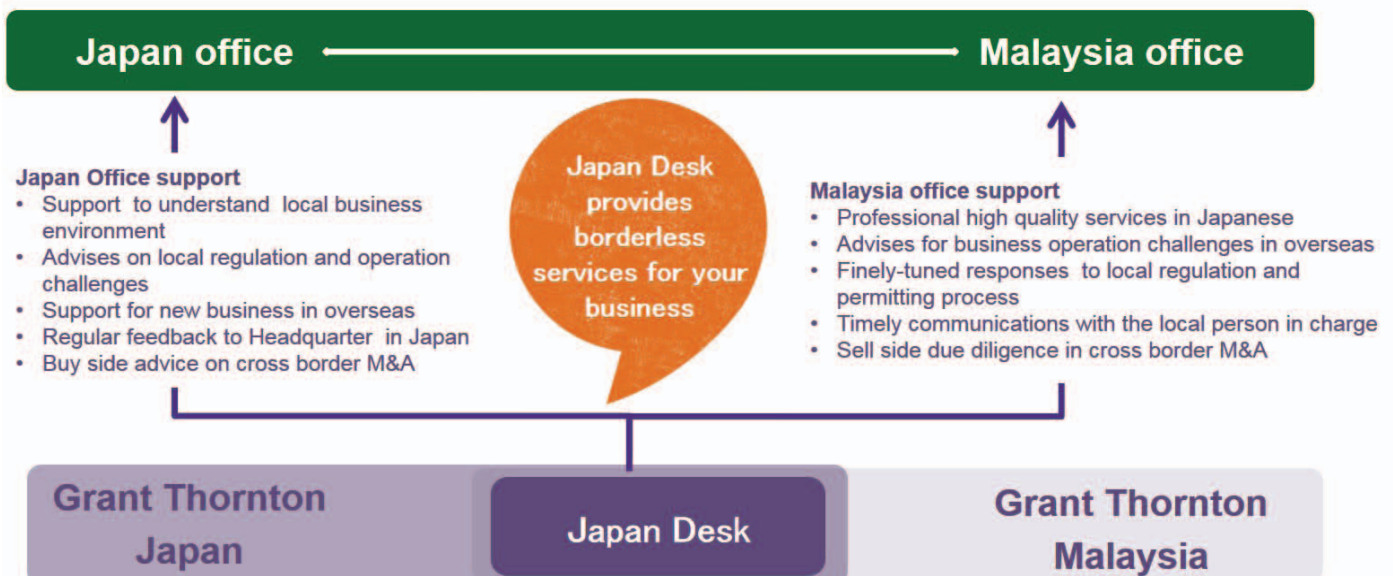 Japan office
Malaysia office
Japan Desk
provides
borderless
services for your
business
Japan Office support
• Support to understand local business
environment
• Advises on local regulation and operation
challenges
• Support for new business in overseas
• Regular feedback to Headquarter in Japan
• Buy side advice on cross border M&A
Malaysia office support
• Professional high quality services in Japanese
• Advises for business operation challenges in overseas
• Finely-tuned responses to local regulation and
permitting process
• Timely communications with the local person in charge
• Sell side due diligence in cross border M&A
Grant Thornton
Japan
Japan Desk
Grant Thornton
Malaysia